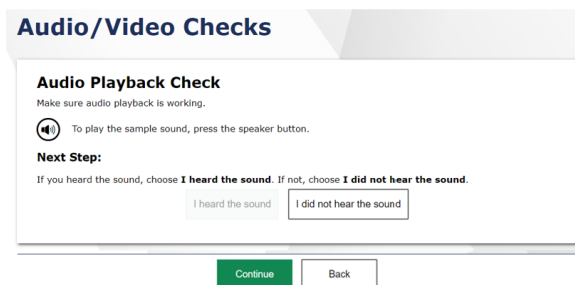 Audio/Video Checks
Audio Playback Check
Make sure audio playback is working.
To play the sample sound, press the speaker button.
Next Step:
If you heard the sound, choose I heard the sound. If not, choose I did not hear the sound.
I heard the sound I did not hear the sound
Continue Back